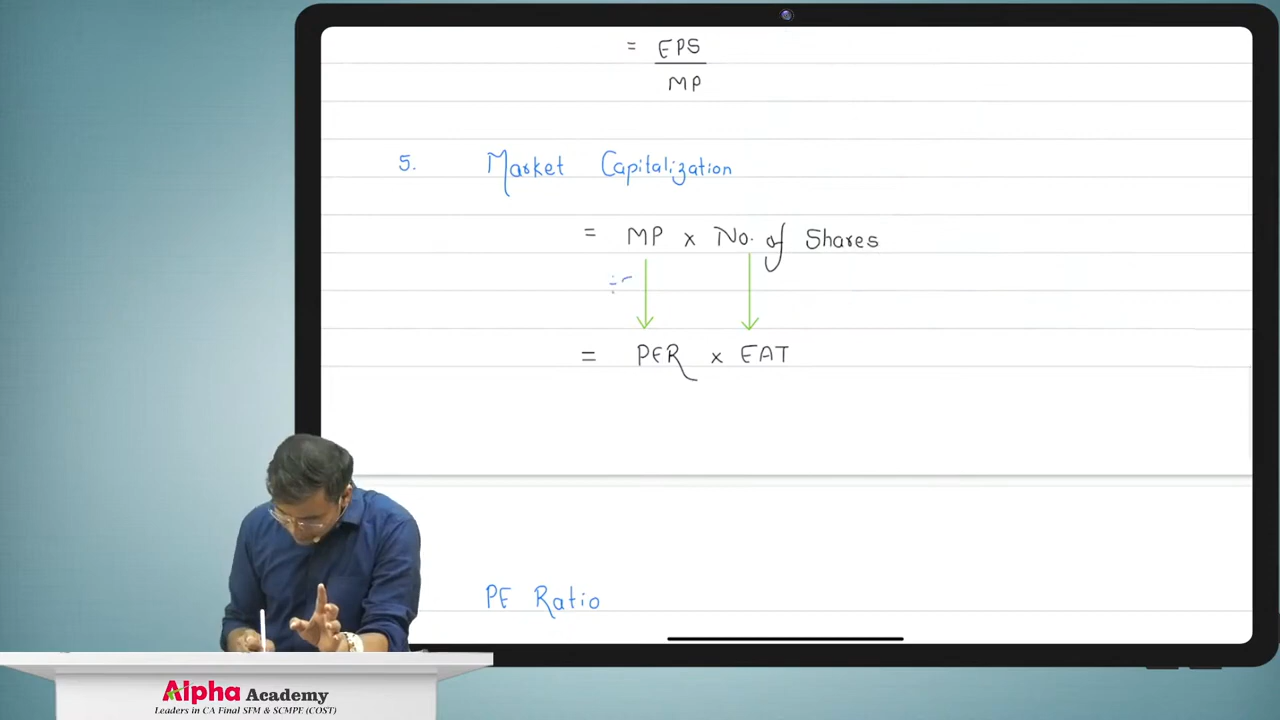 = EPS
MP
5. Market Capitalization
= MP x No. of Shares
÷
= PER x EAT
PE Ratio
Alpha Academy
Leaders in CA Final SFM & SCMPE (COST)